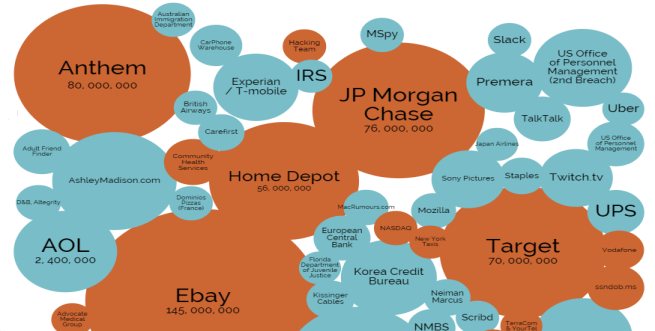 Australian
Immigration
Department
CarPhone
Warehouse
Hacking
Team
MSpy
Slack
US Office
of Personnel
Management
(2nd Breach)
Anthem
80, 000, 000
Experian
/ T-mobile
IRS
JP Morgan
Chase
76, 000, 000
Premera
Uber
British
Airways
TalkTalk
Carefirst
US Office
of Personnel
Management
Japan Airlines
Adult Friend
Finder
Community
Health
Services
AshleyMadison.com
Home Depot
56, 000, 000
Sony Pictures
Staples
Twitch.tv
D&B, Altegrity
Dominios
Pizzas
(France)
MacRumours.com
Mozilla
UPS
AOL
2, 400, 000
European
Central
Bank
NASDAQ
New York
Taxis
Target
70, 000, 000
Vodafone
Florida
Department
of Juvenile
Justice
Korea Credit
Bureau
Ebay
145, 000, 000
Kissinger
Cables
Neiman
Marcus
ssndob.ms
Advocate
Medical
Group
NMBS
Scribd
TerraCom
& YourTel